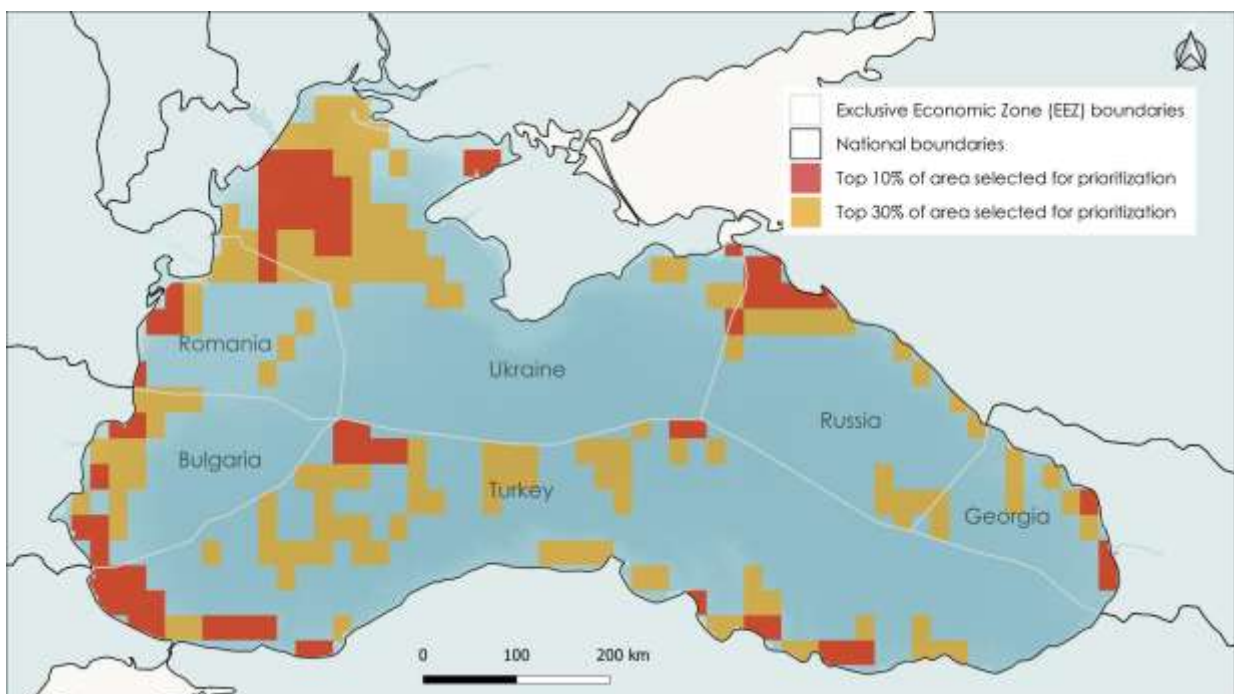 Exclusive Economic Zone (EEZ) boundaries
National boundaries
Top 10% of area selected for prioritization
Top 30% of area selected for prioritization
Romania
Ukraine
Russia
Bulgaria
Turkey
Georgia
0 100 200 km